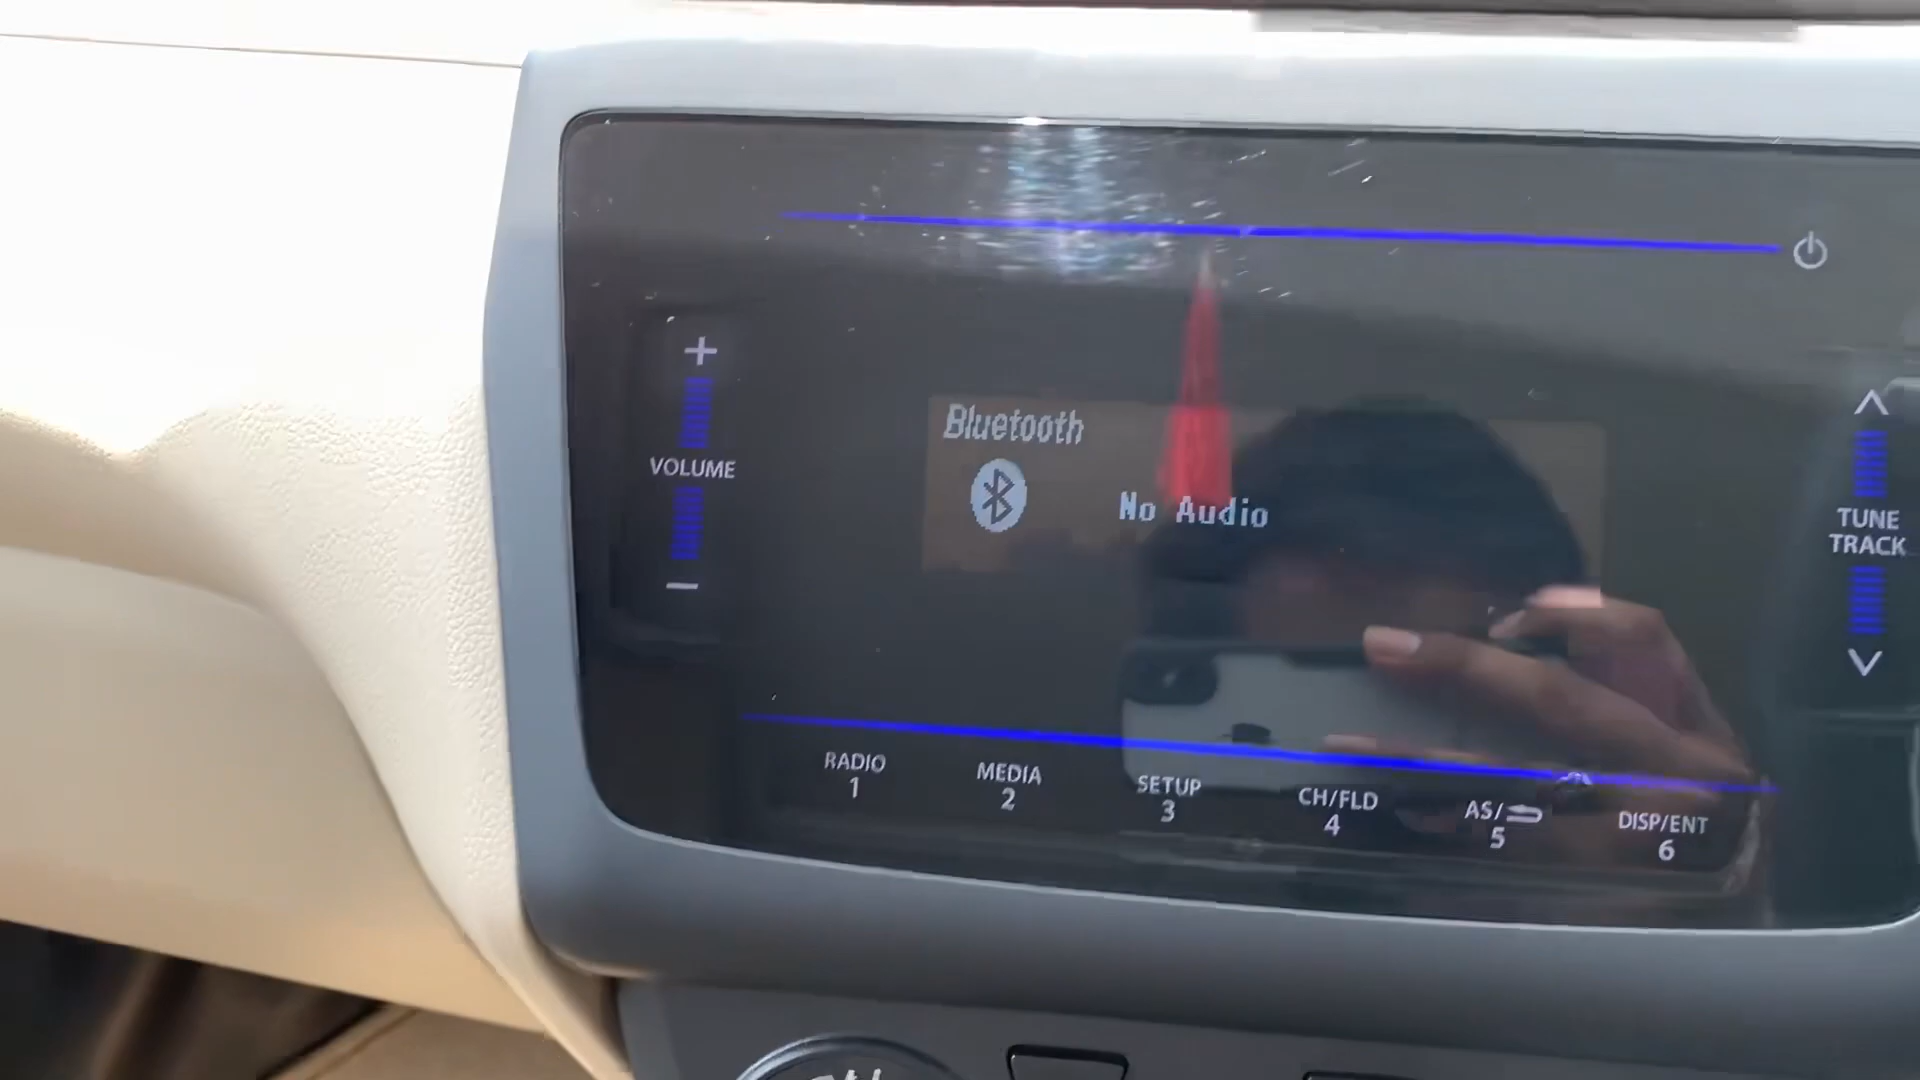 VOLUME
Bluetooth
No Audio
TUNE
TRACK
RADIO
1
MEDIA
2
SETUP
3
CH/FLD
4
AS/
5
DISP/ENT
6